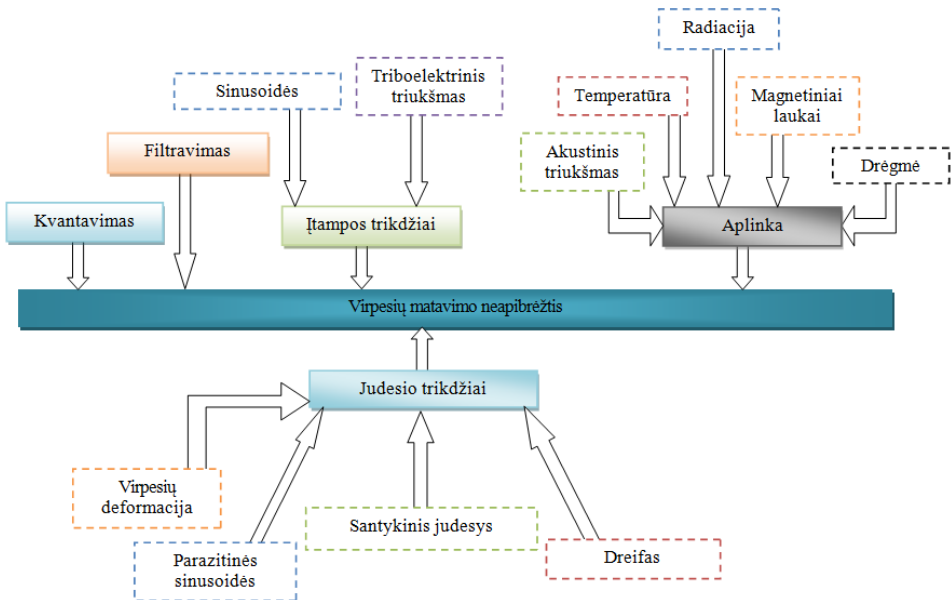 Radiacija
Sinusoidės
Triboelektrinis
triukšmas
Temperatūra
Magnetiniai
laukai
Filtravimas
Akustinis
triukšmas
Drėgmė
Kvantavimas
Įtampos trikdžiai
Aplinka
Virpesių matavimo neapibrėžtis
Judesio trikdžiai
Virpesių
deformacija
Santykinis judesys
Parazitinės
sinusoidės
Dreifas